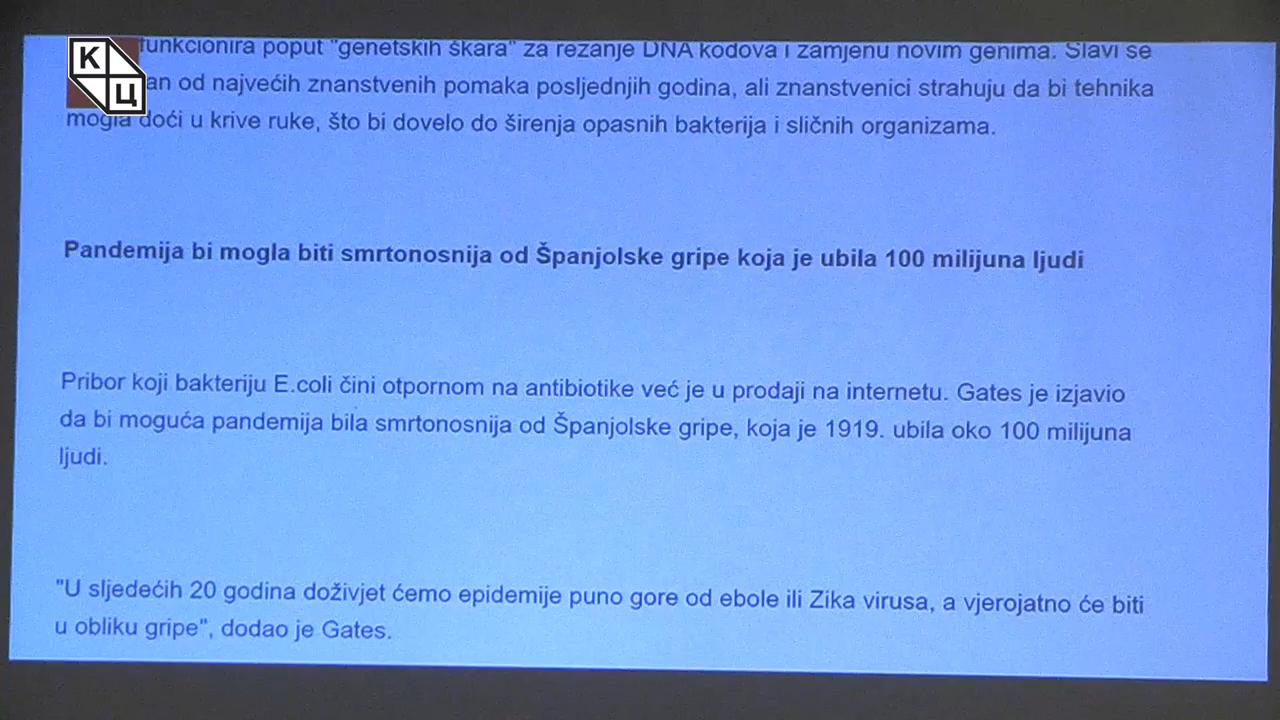 К
Ц
funkcionira poput "genetskih škara" za rezanje DNA kodova i zamjenu novim genima. Slavi se
an od najvećih znanstvenih pomaka posljednjih godina, ali znanstvenici strahuju da bi tehnika
mogla doći u krive ruke, što bi dovelo do širenja opasnih bakterija i sličnih organizama.
Pandemija bi mogla biti smrtonosnija od Španjolske gripe koja je ubila 100 milijuna ljudi
Pribor koji bakteriju E.coli čini otpornom na antibiotike već je u prodaji na internetu. Gates je izjavio
da bi moguća pandemija bila smrtonosnija od Španjolske gripe, koja je 1919. ubila oko 100 milijuna
ljudi.
"U sljedećih 20 godina doživjet ćemo epidemije puno gore od ebole ili Zika virusa, a vjerojatno će biti
u obliku gripe", dodao je Gates.